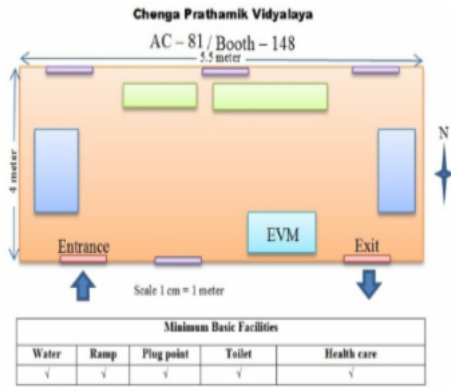 Chenga Prathamik Vidyalaya
AC – 81/ Booth – 148
5.5 meter
4 meter
N
EVM
Entrance
Exit
Scale 1 cm = 1 meter
Minimum Basic Facilities
Water Ramp Plug point Toilet Health care
√ √ √ √ √